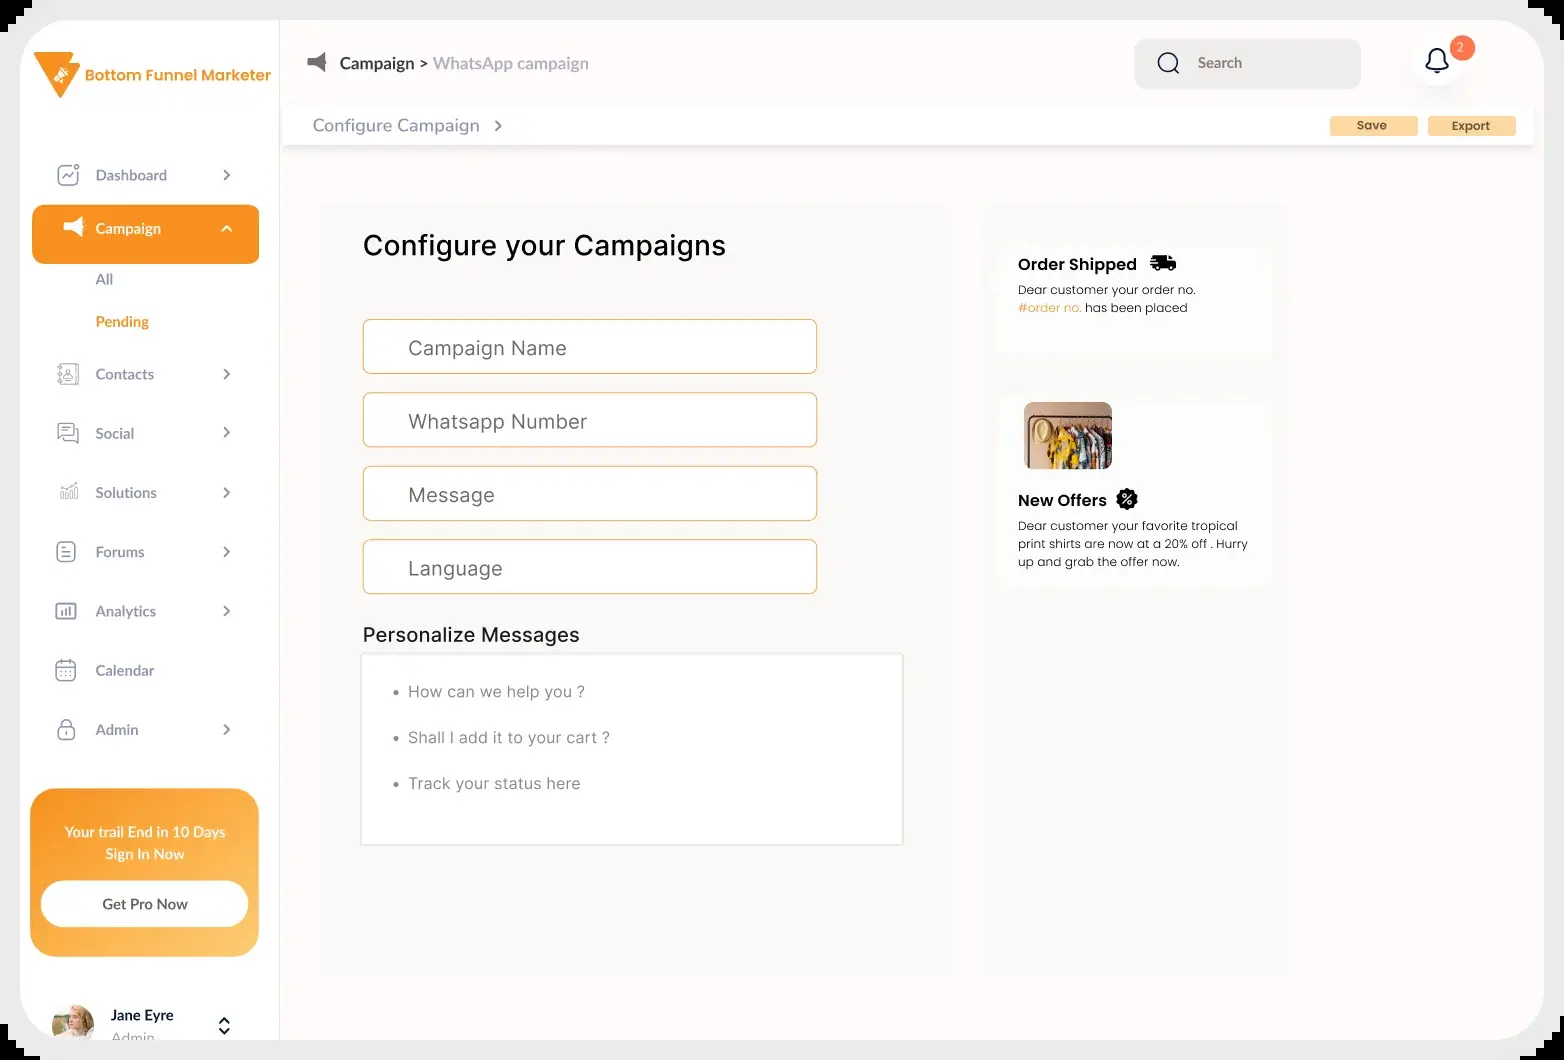 Bottom Funnel Marketer
Dashboard
Campaign
All
Pending
Contacts
Social
Solutions
Forums
Analytics
Calendar
Admin
Your trail End in 10 Days
Sign In Now
Get Pro Now
Jane Eyre
Admin
Campaign > WhatsApp campaign
Search
2
Configure Campaign >
Save
Export
Configure your Campaigns
Campaign Name
Whatsapp Number
Message
Language
Personalize Messages
• How can we help you ?
• Shall I add it to your cart ?
• Track your status here
Order Shipped
Dear customer your order no.
#order no. has been placed
New Offers %
Dear customer your favorite tropical
print shirts are now at a 20% off . Hurry
up and grab the offer now.